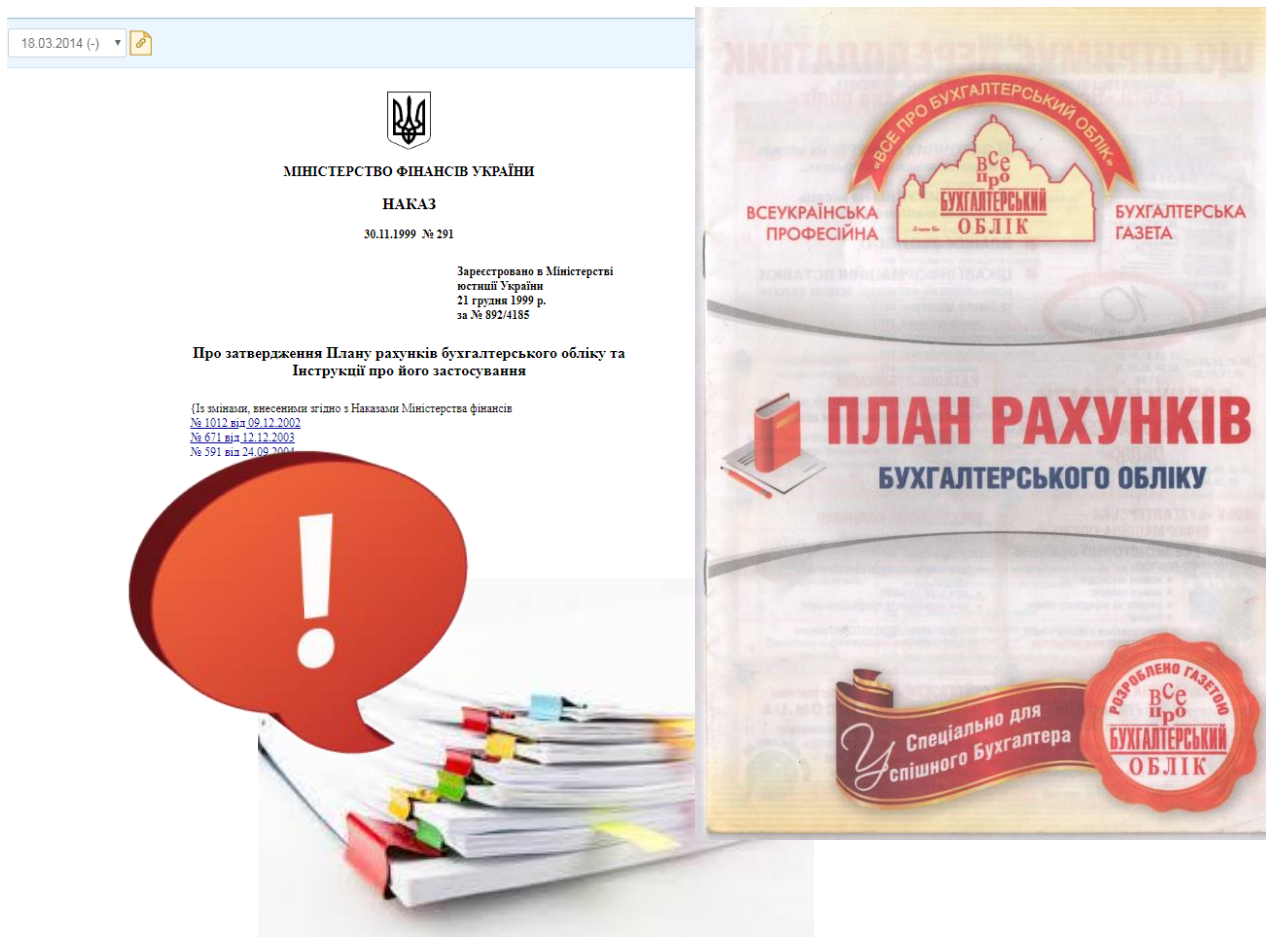 18.03.2014 (-)
МІНІСТЕРСТВО ФІНАНСІВ УКРАЇНИ
НАКАЗ
30.11.1999 № 291
Зареєстровано в Міністерстві
юстиції України
21 грудня 1999 р.
за № 892/4185
Про затвердження Плану рахунків бухгалтерського обліку та
Інструкції про його застосування
{Із змінами, внесеними згідно з Наказами Міністерства фінансів
№ 1012 від 09.12.2002
№ 671 від 12.12.2003
№ 591 від 24.09.2004
«ВСЕ ПРО БУХГАЛТЕРСЬКИЙ ОБЛІК»
все
про
БУХГАЛТЕРСЬКИЙ
ОБЛІК
ВСЕУКРАЇНСЬКА
ПРОФЕСІЙНА
БУХГАЛТЕРСЬКА
ГАЗЕТА
ПЛАН РАХУНКІВ
БУХГАЛТЕРСЬКОГО ОБЛІКУ
Спеціально для
Успішного Бухгалтера
РОЗРОБЛЕНО ГАЗЕТОЮ
все
про
БУХГАЛТЕРСЬКИЙ
ОБЛІК